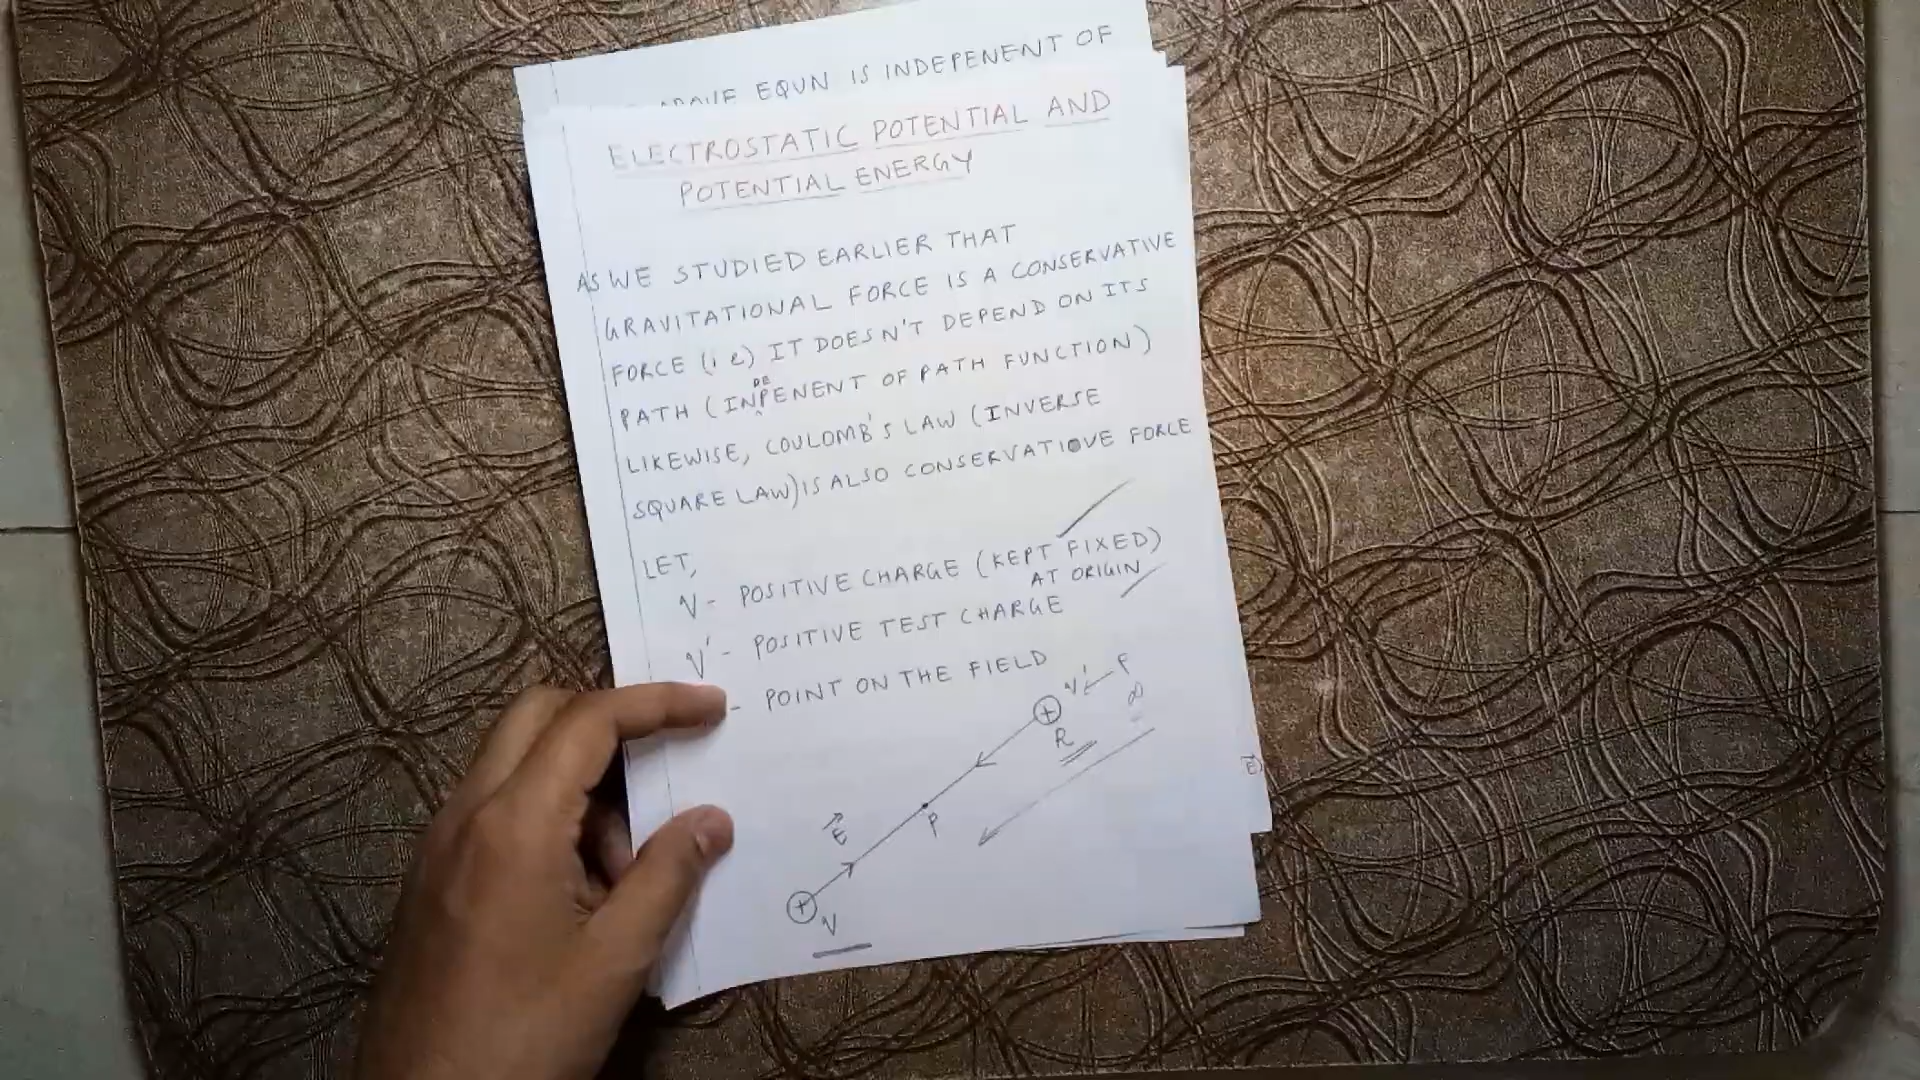 EQUN IS INDEPENENT OF
ELECTROSTATIC POTENTIAL AND
POTENTIAL ENERGY
AS WE STUDIED EARLIER THAT
GRAVITATIONAL FORCE IS A CONSERVATIVE
FORCE (i e) IT DOESN'T DEPEND ON ITS
DE
PATH (INPENENT OF PATH FUNCTION)
LIKEWISE, COULOMB'S LAW (INVERSE
SQUARE LAW) IS ALSO CONSERVATIOVE FORCE
LET,
- POSITIVE CHARGE (KEPT FIXED)
AT ORIGIN
- POSITIVE TEST CHARGE
- POINT ON THE FIELD
F
∞
+
R
E
P
+
E